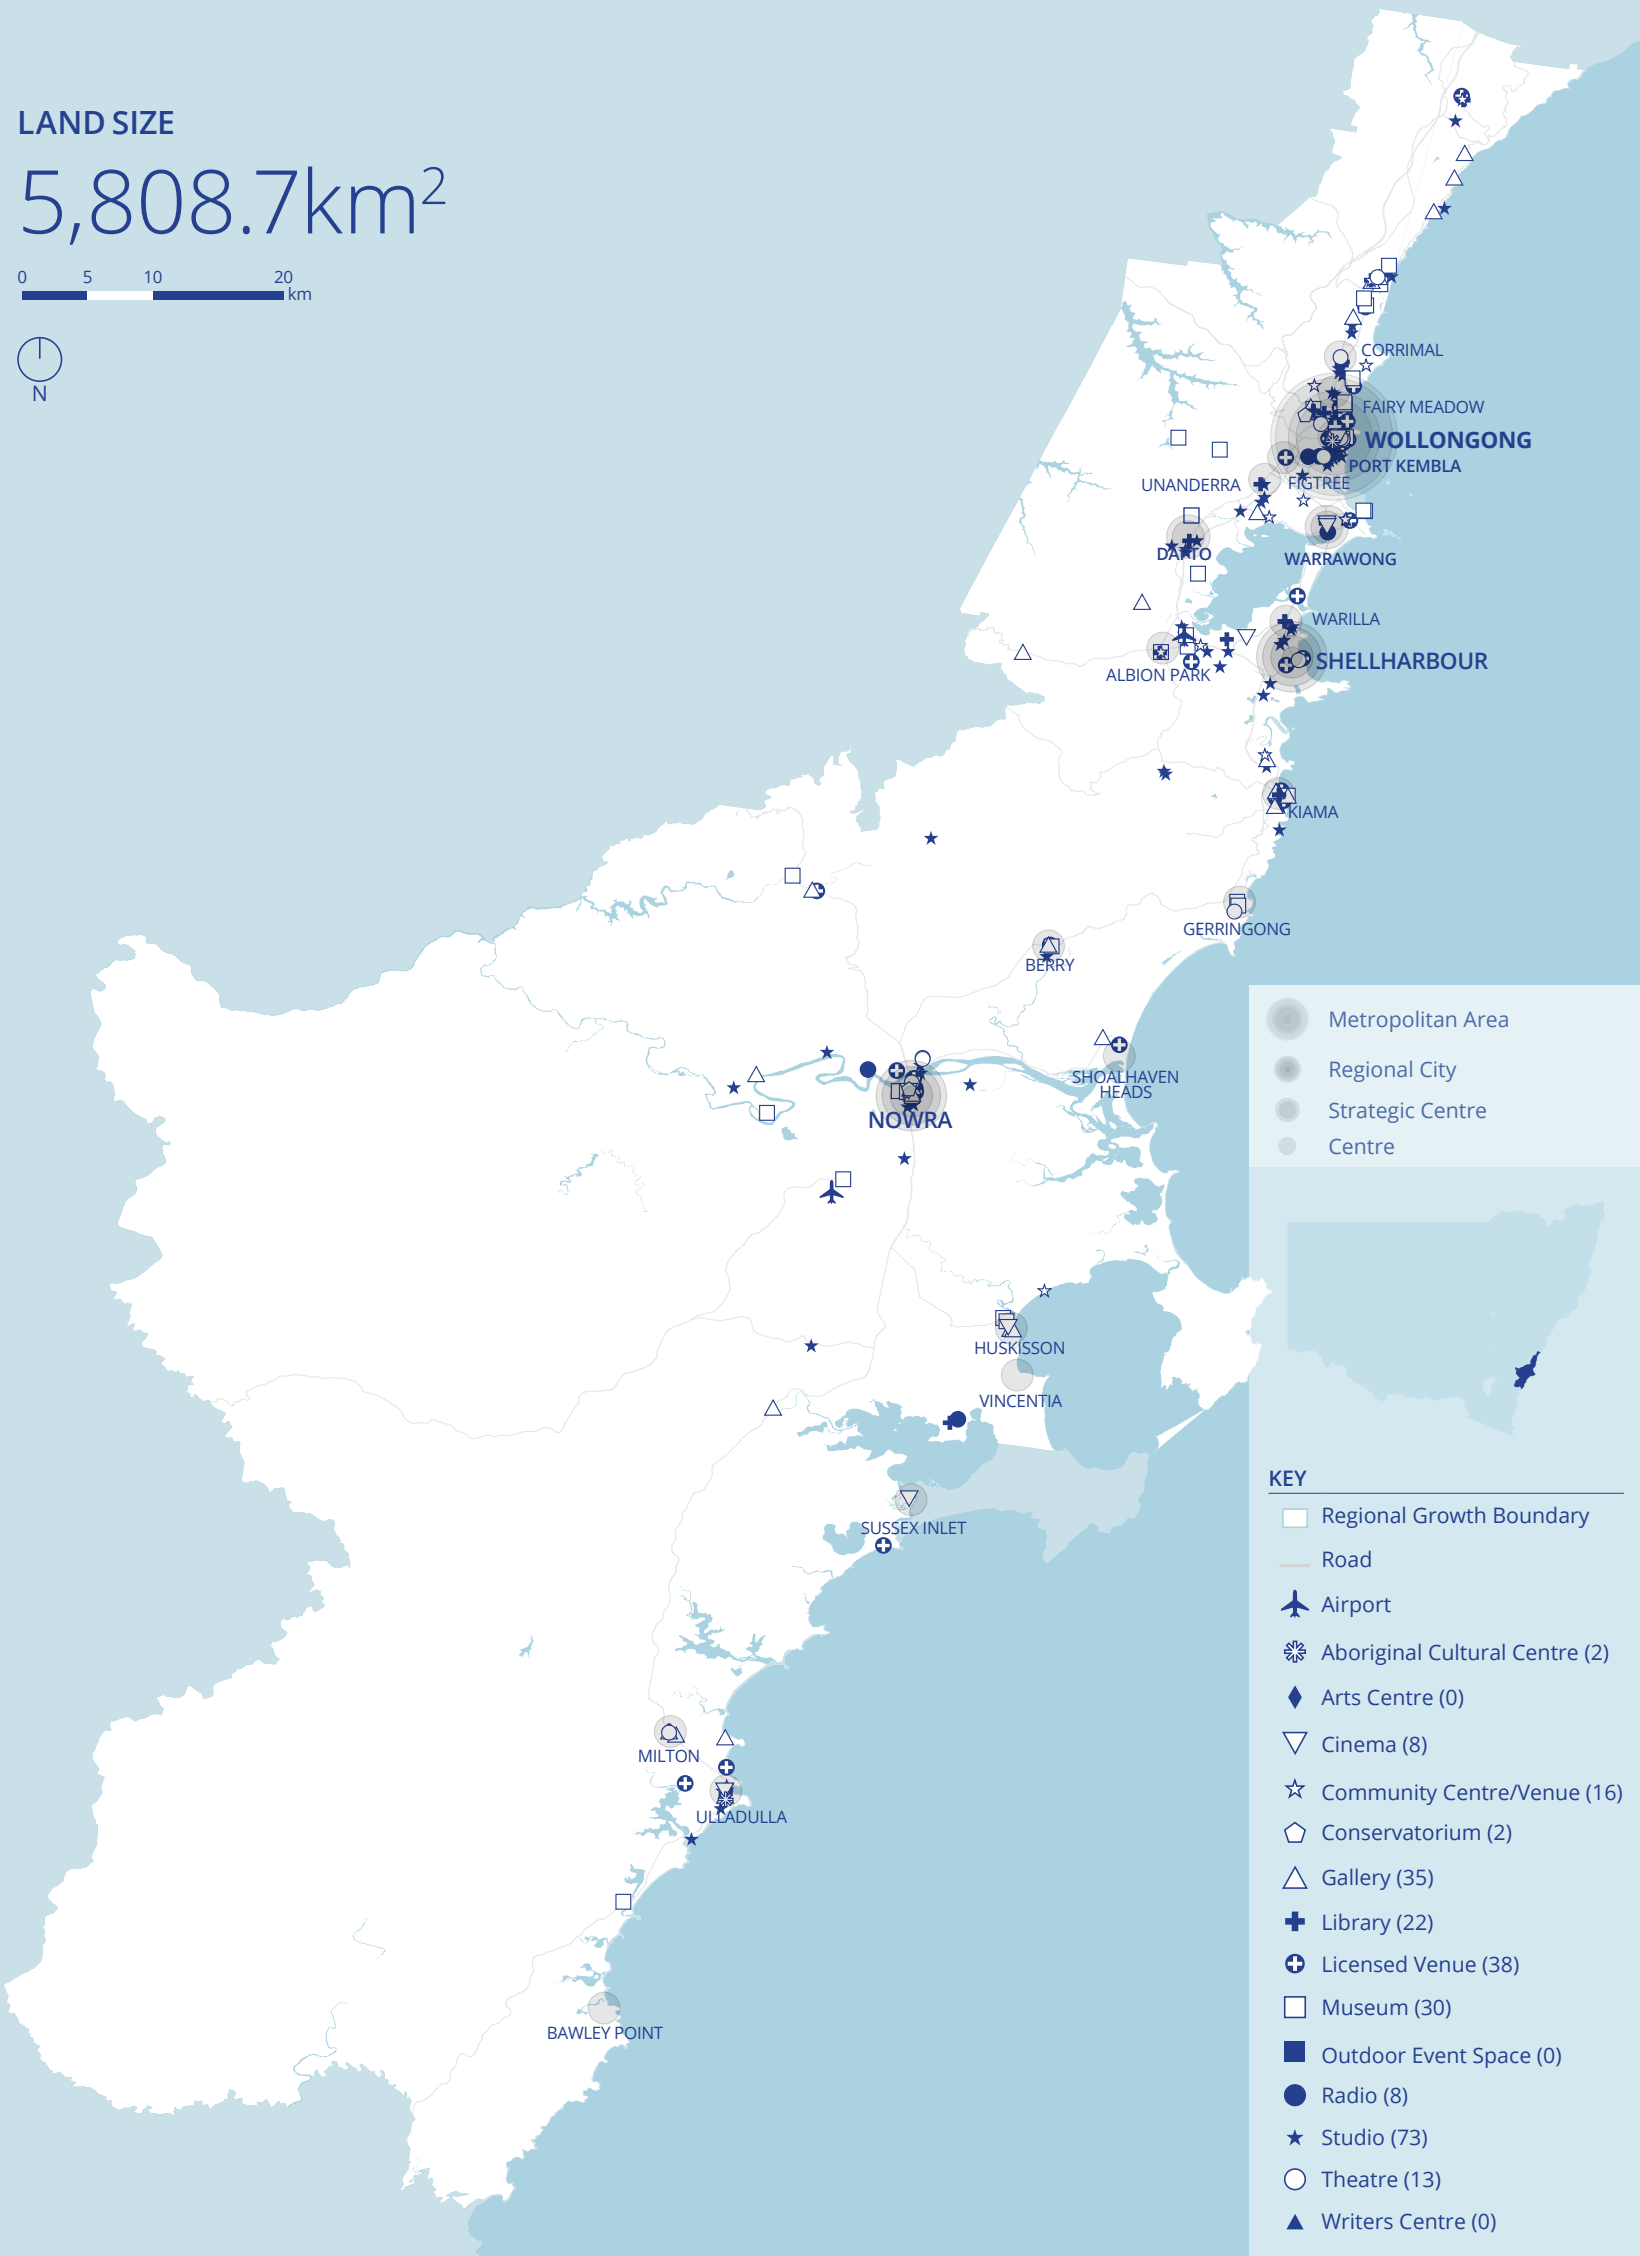 LAND SIZE
5,808.7km²
0 5 10 20
km
N
CORRIMAL
FAIRY MEADOW
WOLLONGONG
PORT KEMBLA
UNANDERRA
FIGTREE
DAPTO
WARRAWONG
WARILLA
SHELLHARBOUR
ALBION PARK
KIAMA
GERRINGONG
BERRY
SHOALHAVEN
HEADS
NOWRA
HUSKISSON
VINCENTIA
SUSSEX INLET
MILTON
ULLADULLA
BAWLEY POINT
Metropolitan Area
Regional City
Strategic Centre
Centre
KEY
Regional Growth Boundary
Road
Airport
Aboriginal Cultural Centre (2)
Arts Centre (0)
Cinema (8)
Community Centre/Venue (16)
Conservatorium (2)
Gallery (35)
Library (22)
Licensed Venue (38)
Museum (30)
Outdoor Event Space (0)
Radio (8)
Studio (73)
Theatre (13)
Writers Centre (0)